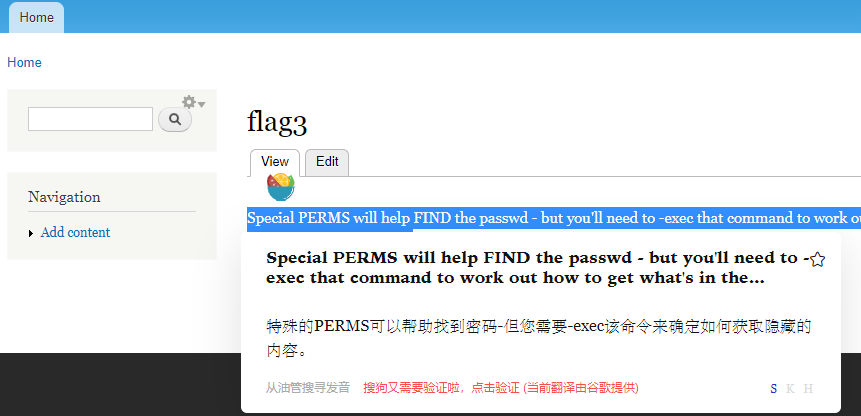 Home
Home
flag3
View
Edit
Special PERMS will help FIND the passwd - but you'll need to -exec that command to work
Navigation
Add content
Special PERMS will help FIND the passwd - but you'll need to -
exec that command to work out how to get what's in the...
特殊的PERMS可以帮助找到密码-但您需要-exec该命令来确定如何获取隐藏的
内容。
从油管搜寻发音 搜狗又需要验证啦，点击验证 (当前翻译由谷歌提供)
S K H